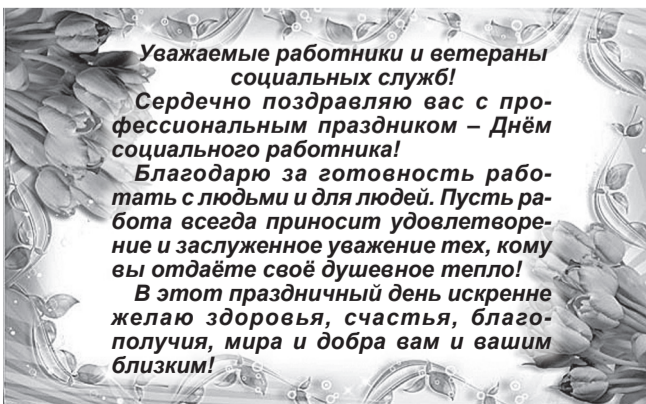 Уважаемые работники и ветераны
социальных служб!
Сердечно поздравляю вас с про-
фессиональным праздником – Днём
социального работника!
Благодарю за готовность рабо-
тать с людьми и для людей. Пусть ра-
бота всегда приносит удовлетворе-
ние и заслуженное уважение тех, кому
вы отдаёте своё душевное тепло!
В этот праздничный день искренне
желаю здоровья, счастья, благо-
получия, мира и добра вам и вашим
близким!